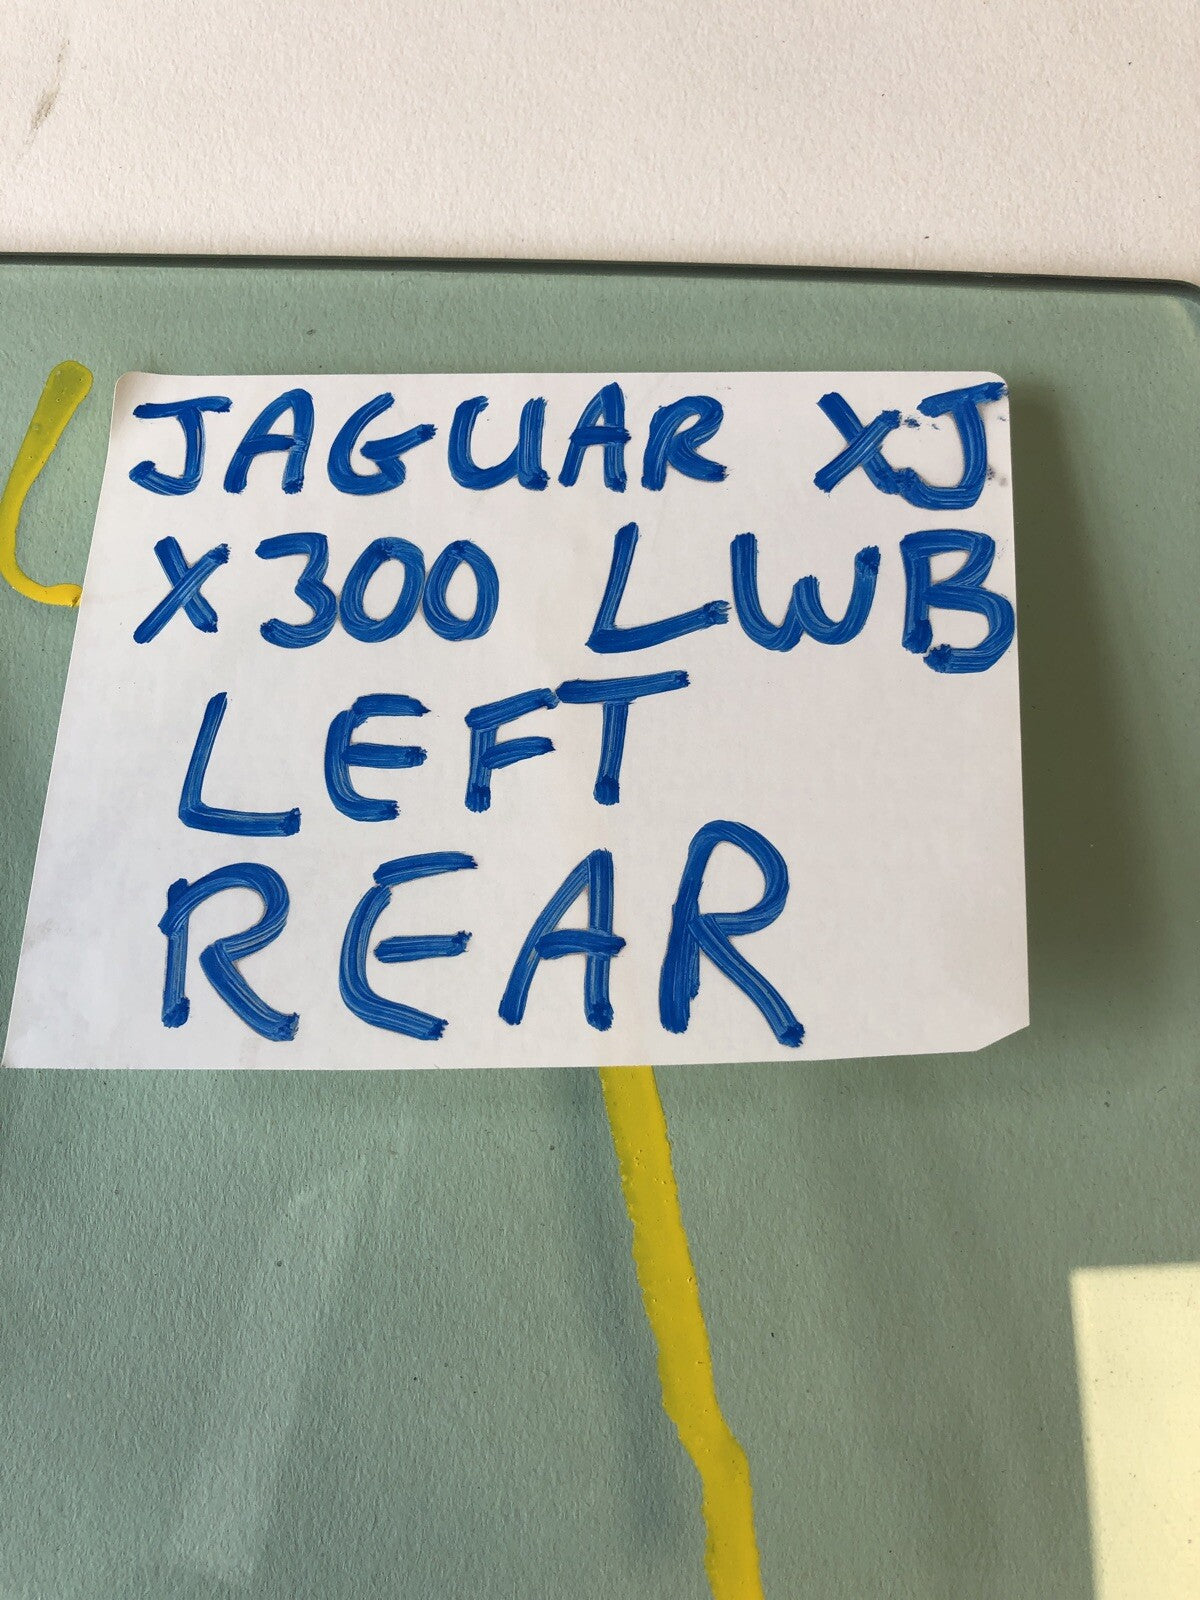 JAGUAR XJ
X300 LWB
LEFT
REAR